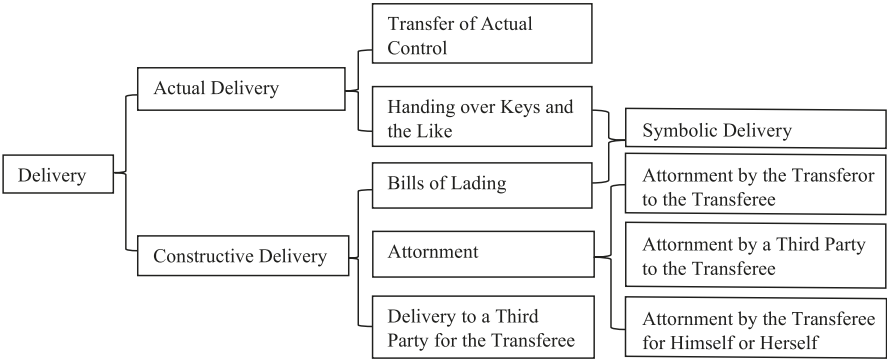 Transfer of Actual
Control
Actual Delivery
Handing over Keys and
the Like
Symbolic Delivery
Delivery
Bills of Lading
Attornment by the Transferor
to the Transferee
Constructive Delivery
Attornment
Attornment by a Third Party
to the Transferee
Delivery to a Third
Party for the Transferee
Attornment by the Transferee
for Himself or Herself